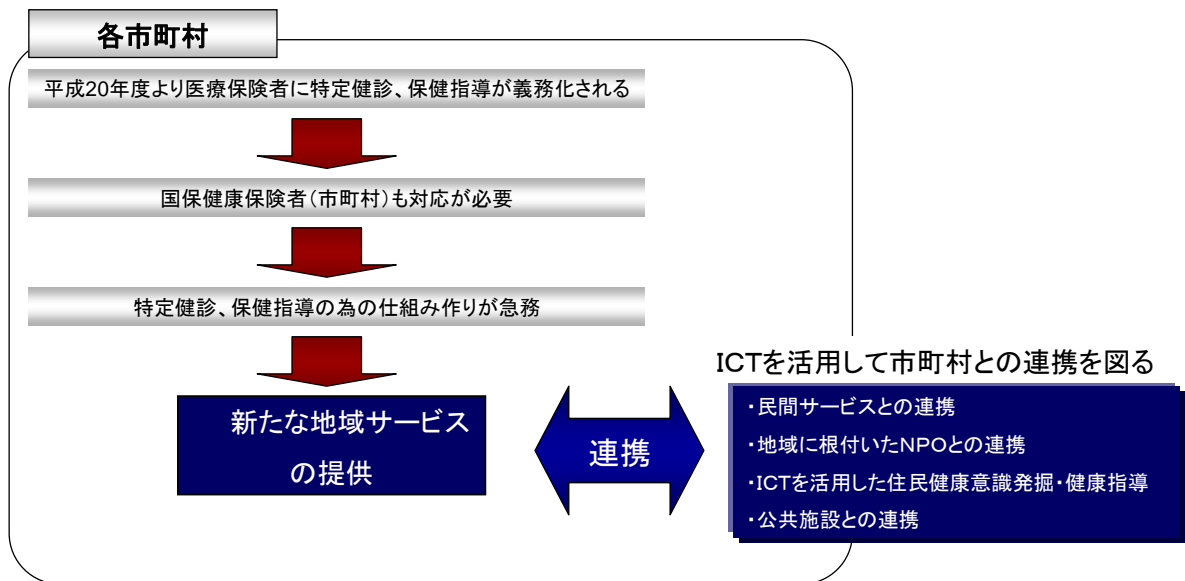 各市町村
平成20年度より医療保険者に特定健診、保健指導が義務化される
国保健康保険者(市町村)も対応が必要
特定健診、保健指導の為の仕組み作りが急務
新たな地域サービス
の提供
連携
ICTを活用して市町村との連携を図る
・民間サービスとの連携
・地域に根付いたNPOとの連携
・ICTを活用した住民健康意識発掘・健康指導
・公共施設との連携